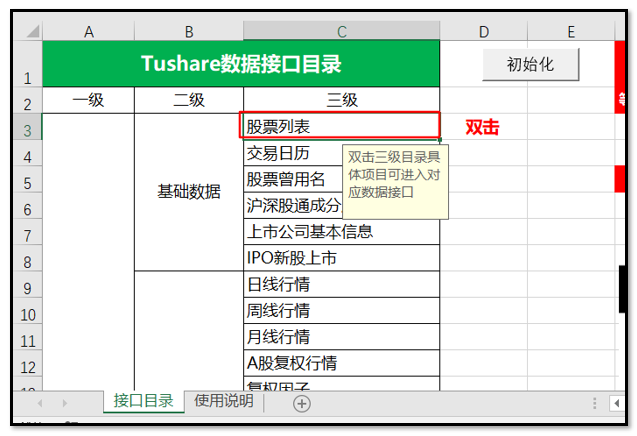 A B C D E
1 Tushare数据接口目录 初始化
2 一级 二级 三级
3 股票列表 双击
4 交易日历
双击三级目录具
体项目可进入对
应数据接口
5 股票曾用名
基础数据
6 沪深股通成分
7 上市公司基本信息
8 IPO新股上市
9 日线行情
10 周线行情
11 月线行情
12 A股复权行情
复权因子
接口目录 使用说明